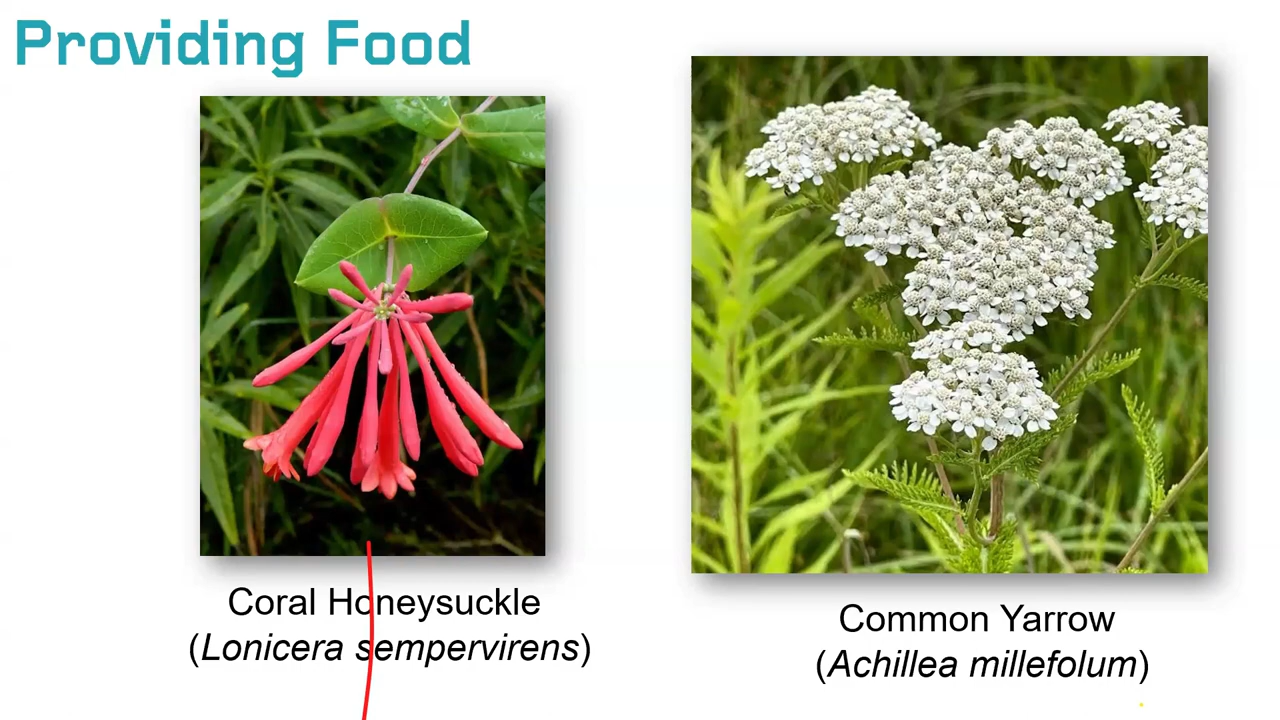 Providing Food
Coral Honeysuckle
(Lonicera sempervirens)
Common Yarrow
(Achillea millefolum)